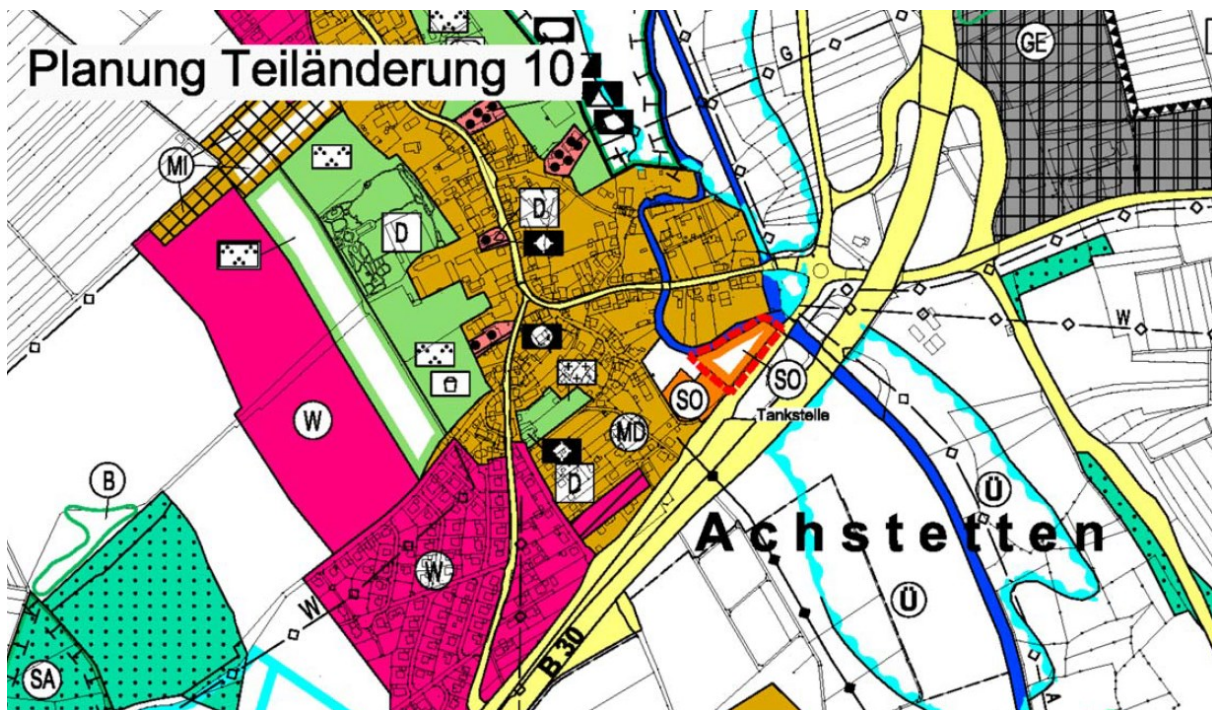 Planung Teiländerung 10
G
GE
MI
D
D
W
SO
SO
Tankstelle
W
MD
B
D
Ü
Achstetten
W
W
Ü
B 30
SA
A